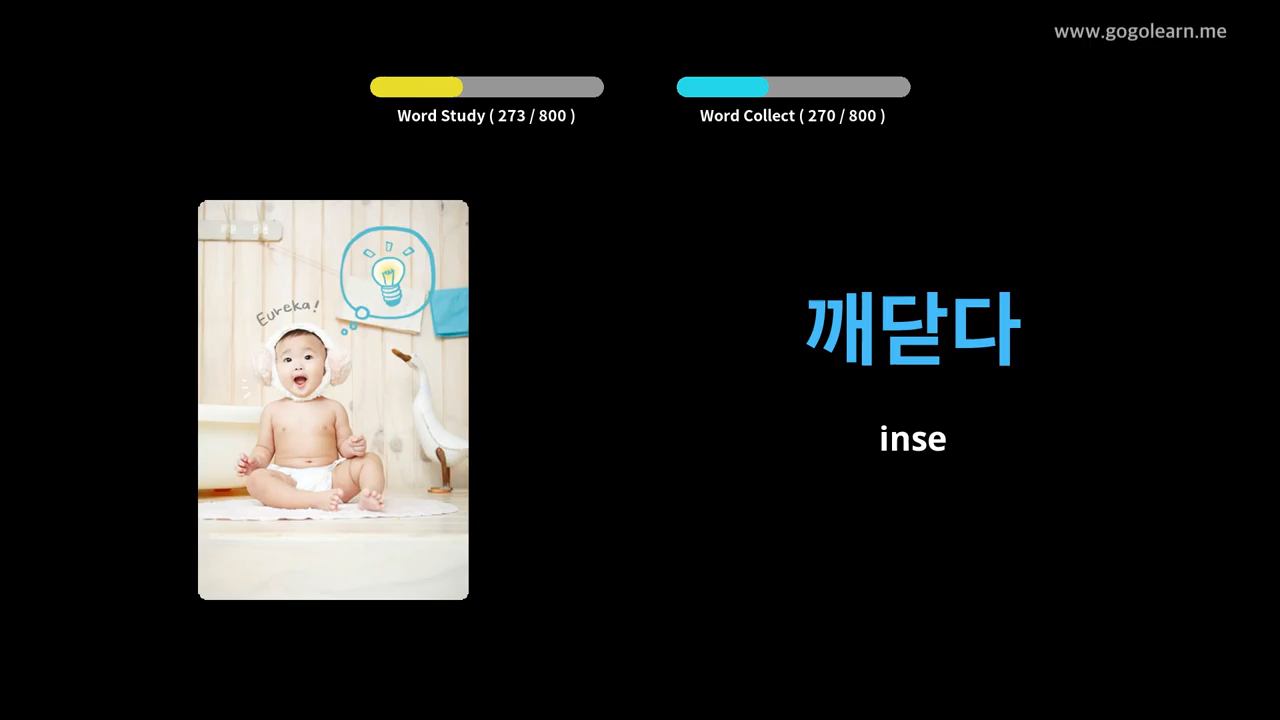 www.gogolearn.me
Word Study ( 273 / 800 )
Word Collect ( 270 / 800 )
Eureka!
깨닫다
inse